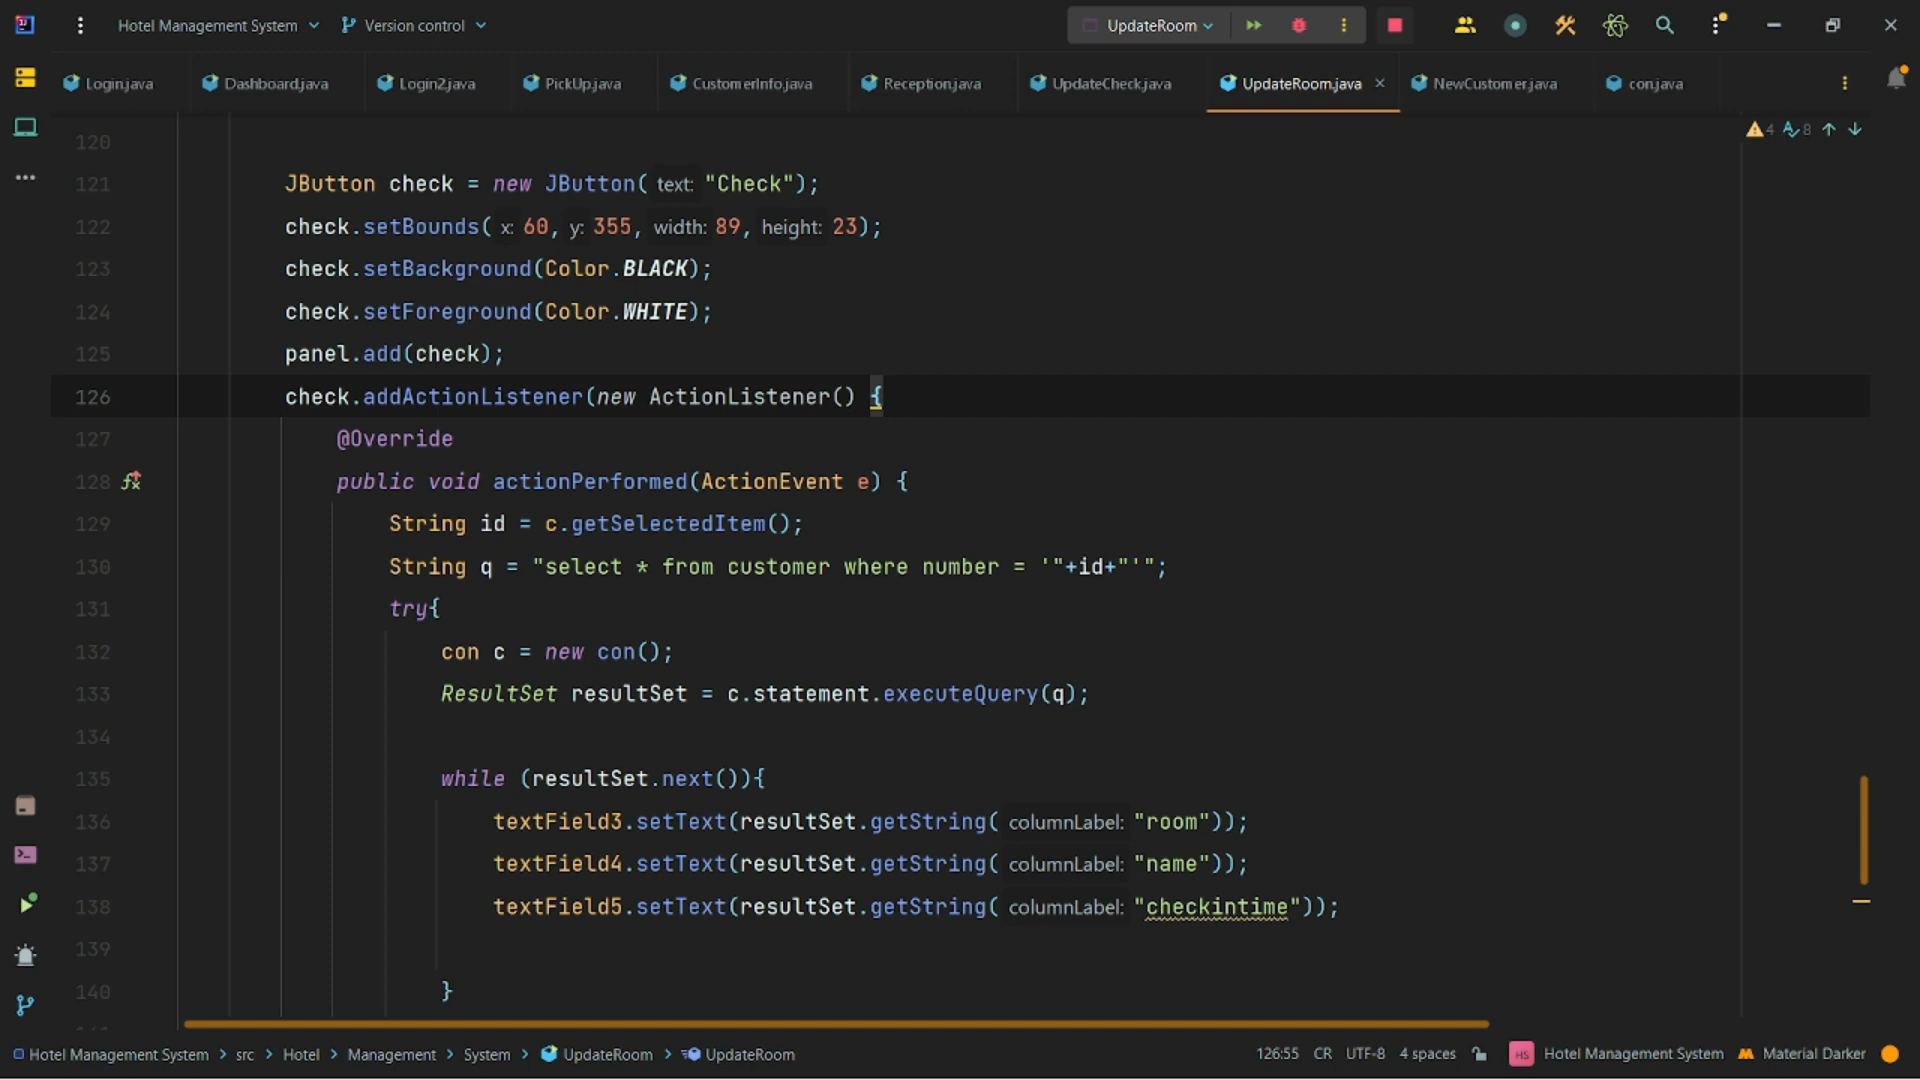 Hotel Management System
Version control
UpdateRoom
Login.java
Dashboard.java
Login2.java
PickUp.java
CustomerInfo.java
Reception.java
UpdateCheck.java
UpdateRoom.java
NewCustomer.java
con.java
4
8
120
121 JButton check = new JButton( text: "Check");
122 check.setBounds( x: 60, y: 355, width: 89, height: 23);
123 check.setBackground(Color.BLACK);
124 check.setForeground(Color.WHITE);
125 panel.add(check);
126 check.addActionListener(new ActionListener() {
127 @Override
128 public void actionPerformed(ActionEvent e) {
129 String id = c.getSelectedItem();
130 String q = "select * from customer where number = '"+id+"'";
131 try{
132 con c = new con();
133 ResultSet resultSet = c.statement.executeQuery(q);
134
135 while (resultSet.next()){
136 textField3.setText(resultSet.getString( columnLabel: "room"));
137 textField4.setText(resultSet.getString( columnLabel: "name"));
138 textField5.setText(resultSet.getString( columnLabel: "checkintime"));
139
140 }
Hotel Management System > src > Hotel > Management > System > UpdateRoom > UpdateRoom
126:55 CR UTF-8 4 spaces HS Hotel Management System Material Darker